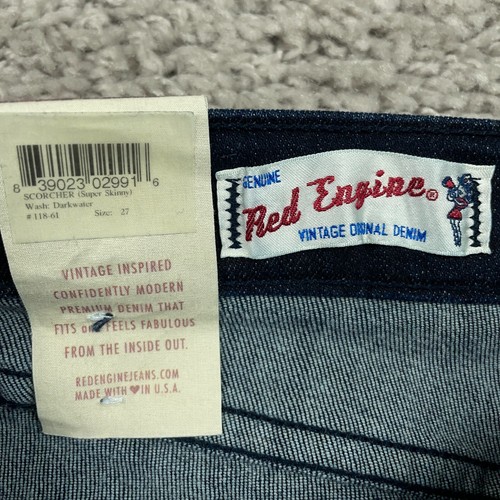 8 39023 02991 6
SCORCHER (Super Skinny)
Wash: Darkwater
# 118-61 Size: 27
VINTAGE INSPIRED
CONFIDENTLY MODERN
PREMIUM DENIM THAT
FITS and FEELS FABULOUS
FROM THE INSIDE OUT.
REDENGINEJEANS.COM
MADE WITH ♥ IN U.S.A.
GENUINE
Red Engine®
VINTAGE ORIGINAL DENIM